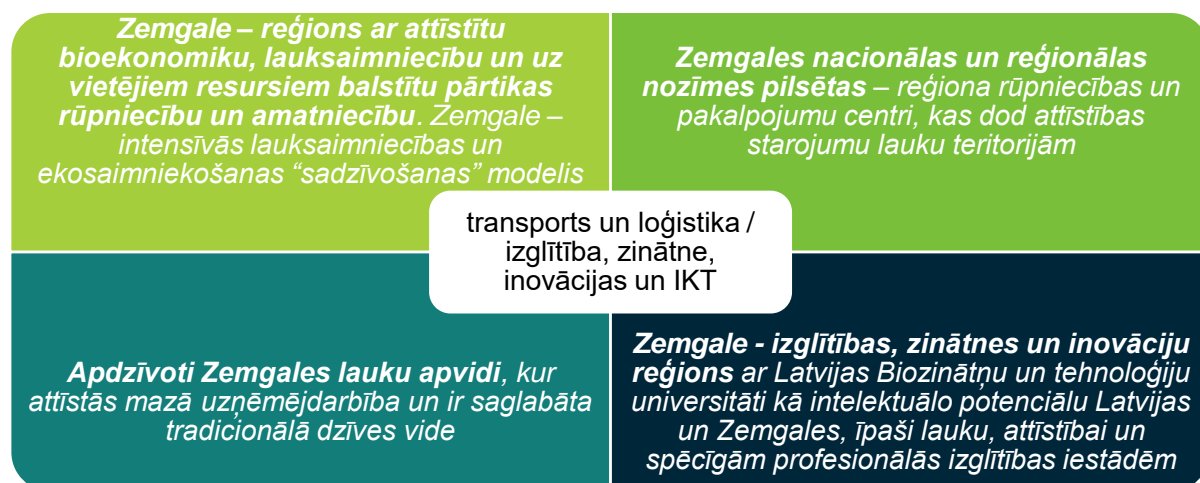 Zemgale – reģions ar attīstītu
bioekonomiku, lauksaimniecību un uz
vietējiem resursiem balstītu pārtikas
rūpniecību un amatniecību. Zemgale –
intensīvās lauksaimniecības un
ekosaimniekošanas “sadzīvošanas” modelis
Zemgales nacionālas un reģionālas
nozīmes pilsētas – reģiona rūpniecības un
pakalpojumu centri, kas dod attīstības
starojumu lauku teritorijām
transports un loģistika /
izglītība, zinātne,
inovācijas un IKT
Apdzīvoti Zemgales lauku apvidi, kur
attīstās mazā uzņēmējdarbība un ir saglabāta
tradicionālā dzīves vide
Zemgale - izglītības, zinātnes un inovāciju
reģions ar Latvijas Biozinātņu un tehnoloģiju
universitāti kā intelektuālo potenciālu Latvijas
un Zemgales, īpaši lauku, attīstībai un
spēcīgām profesionālās izglītības iestādēm